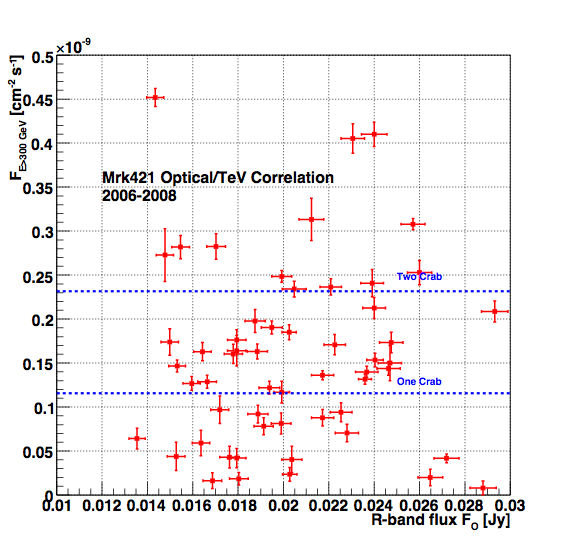 ×10⁻⁹
0.5
0.45
0.4
0.35
0.3
0.25
0.2
0.15
0.1
0.05
0
F_E>300 GeV [cm⁻² s⁻¹]
Mrk421 Optical/TeV Correlation
2006-2008
Two Crab
One Crab
0.01 0.012 0.014 0.016 0.018 0.02 0.022 0.024 0.026 0.028 0.03
R-band flux F_O [Jy]